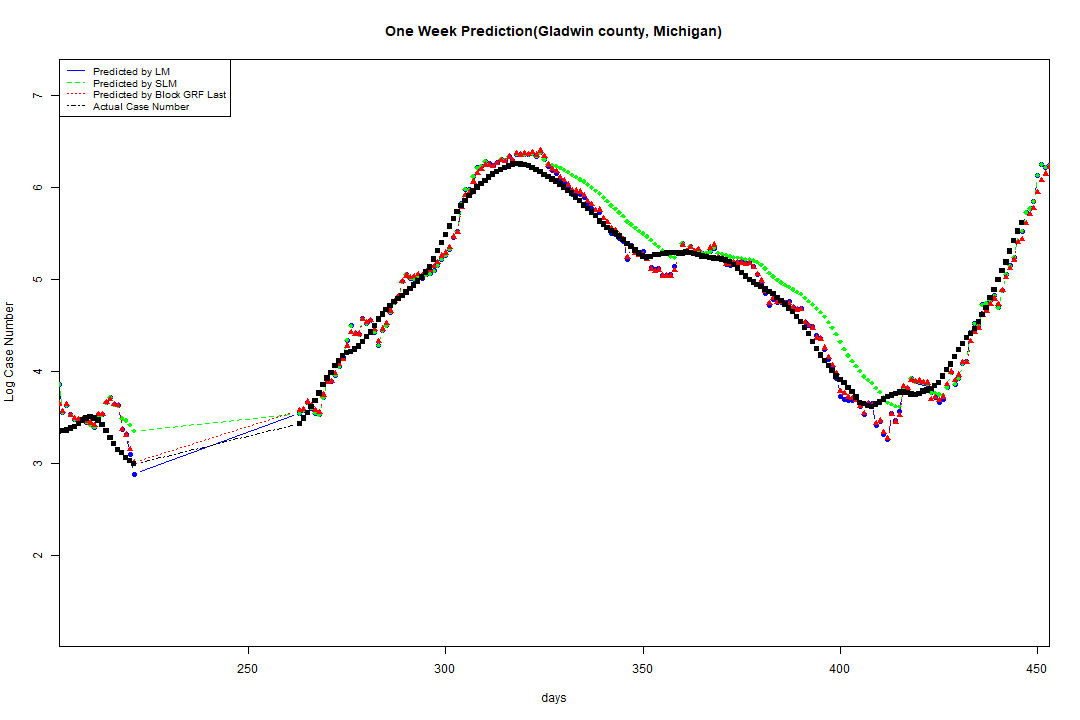 One Week Prediction(Gladwin county, Michigan)
Predicted by LM
Predicted by SLM
Predicted by Block GRF Last
Actual Case Number
7
6
5
4
3
2
Log Case Number
250
300
350
400
450
days